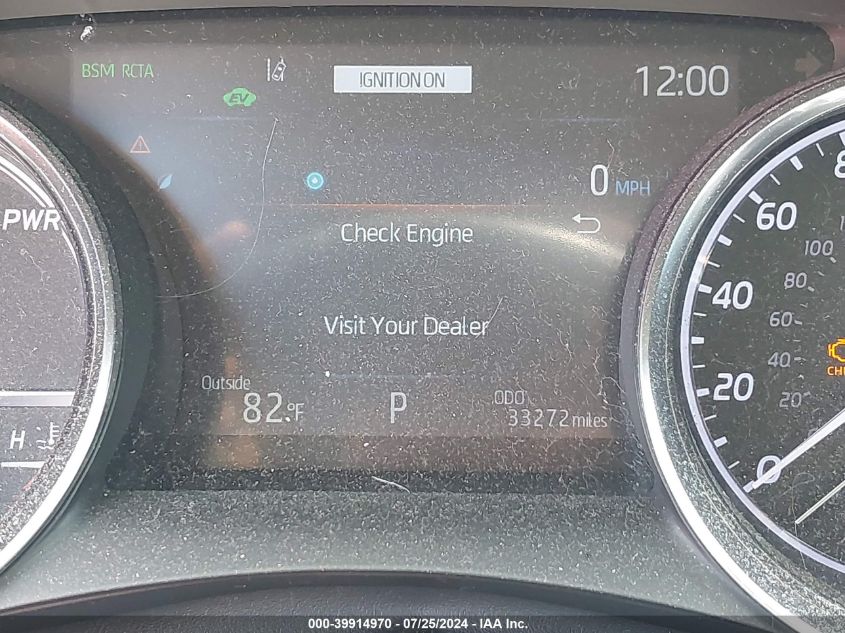 BSM RCTA
EV
IGNITION ON
12:00
0 MPH
PWR
Check Engine
Visit Your Dealer
Outside
82°F
P
ODO
33272 miles
H
80
60
40
20
0
100
80
60
40
20
000-39914970 - 07/25/2024 - IAA Inc.